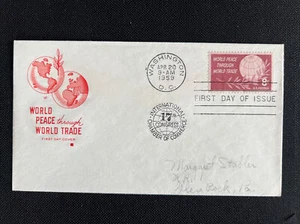 WASHINGTON
APR 20
9-AM
1959
D. C.
WORLD PEACE
THROUGH
WORLD TRADE
8¢
FIRST DAY OF ISSUE
WORLD
PEACE through
WORLD TRADE
FIRST DAY COVER
INTERNATIONAL
17th
CONGRESS
CHAMBER OF COMMERCE
Margaret
R.